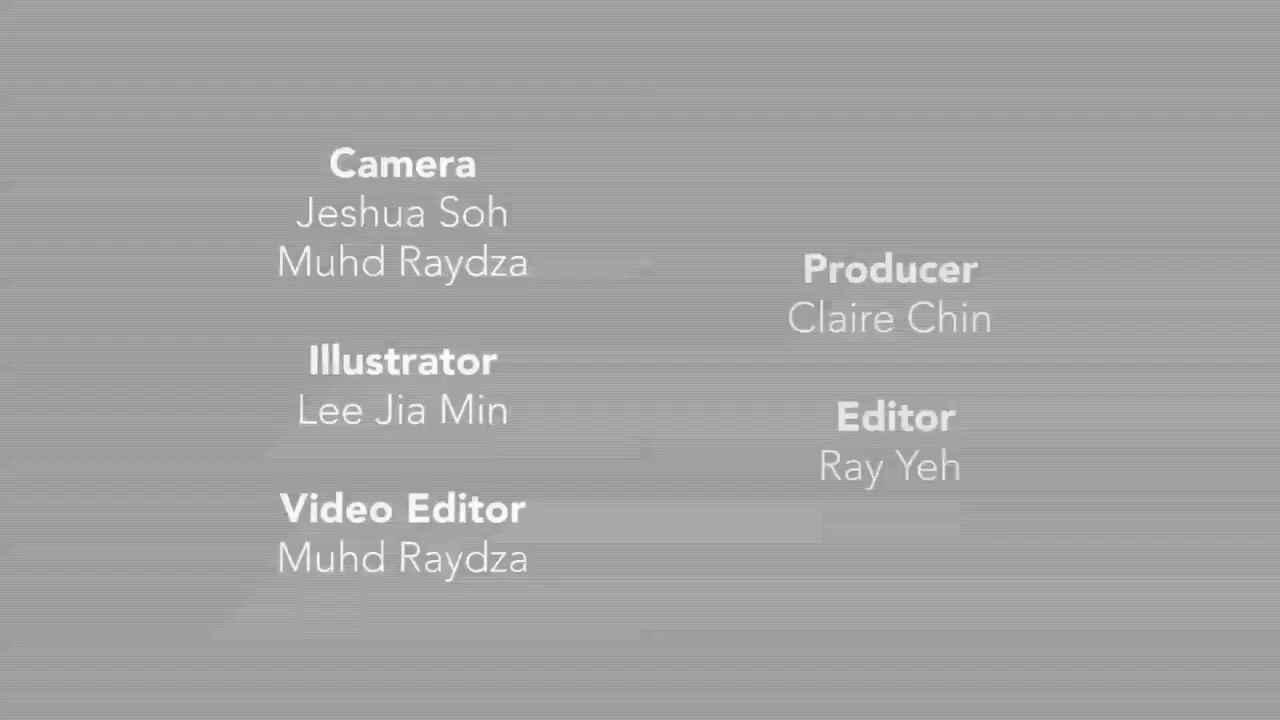 Camera
Jeshua Soh
Muhd Raydza
Illustrator
Lee Jia Min
Video Editor
Muhd Raydza
Producer
Claire Chin
Editor
Ray Yeh